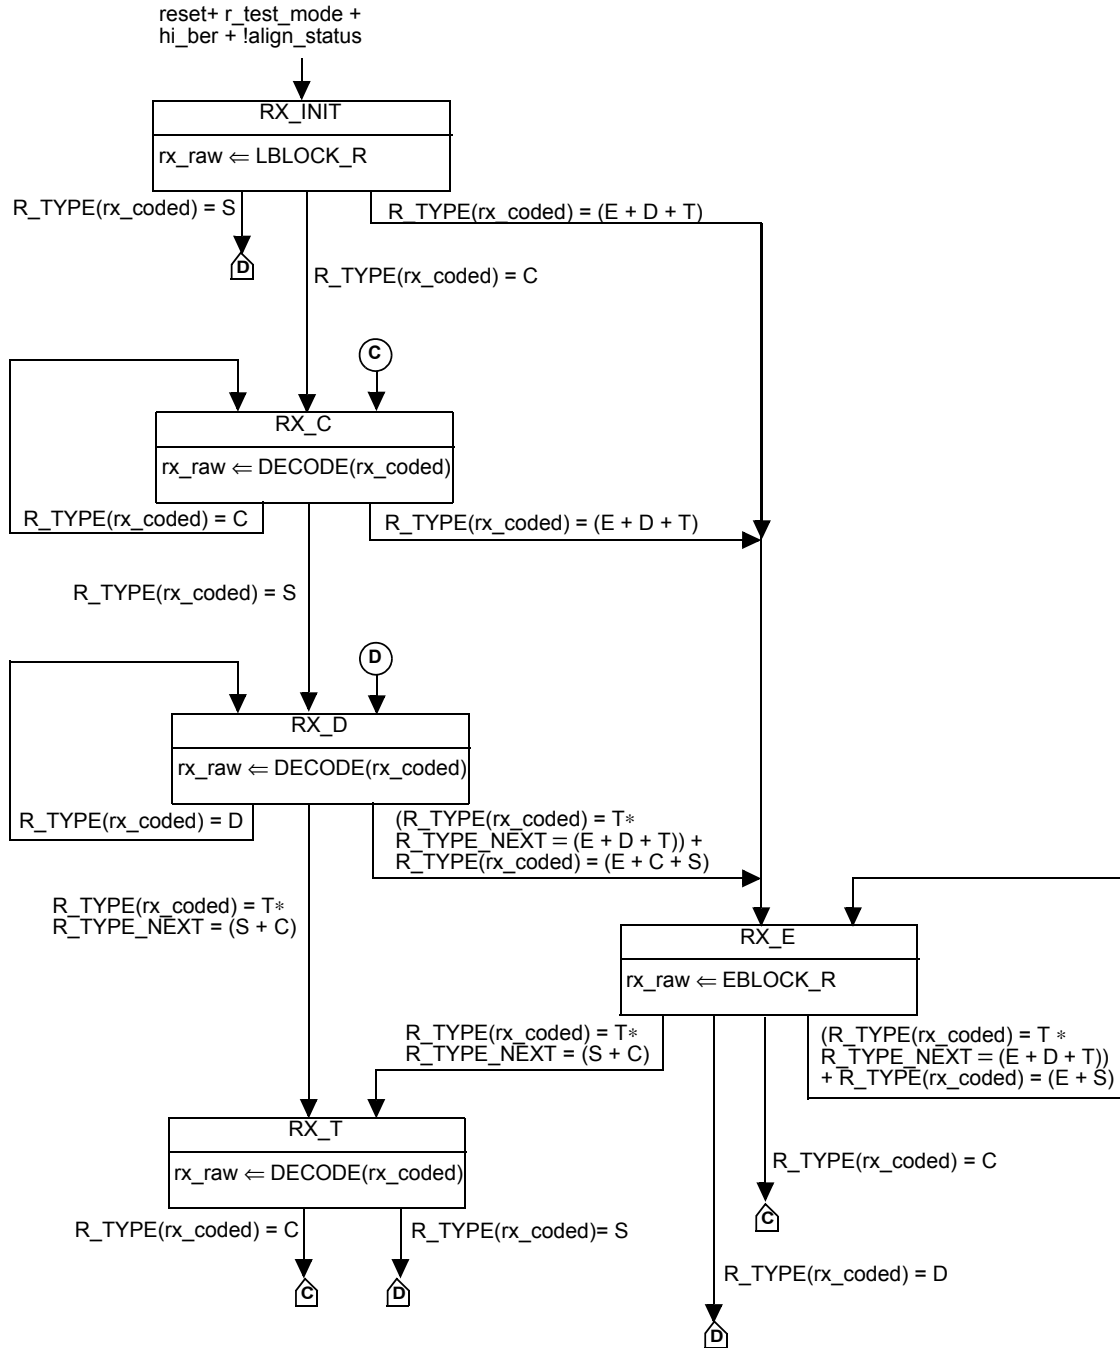 reset+ r_test_mode +
hi_ber + !align_status
RX_INIT
rx_raw ⇐ LBLOCK_R
R_TYPE(rx_coded) = S
R_TYPE(rx_coded) = (E + D + T)
D
R_TYPE(rx_coded) = C
C
RX_C
rx_raw ⇐ DECODE(rx_coded)
R_TYPE(rx_coded) = C
R_TYPE(rx_coded) = (E + D + T)
R_TYPE(rx_coded) = S
D
RX_D
rx_raw ⇐ DECODE(rx_coded)
R_TYPE(rx_coded) = D
(R_TYPE(rx_coded) = T*
R_TYPE_NEXT = (E + D + T)) +
R_TYPE(rx_coded) = (E + C + S)
R_TYPE(rx_coded) = T*
R_TYPE_NEXT = (S + C)
RX_E
rx_raw ⇐ EBLOCK_R
R_TYPE(rx_coded) = T*
R_TYPE_NEXT = (S + C)
(R_TYPE(rx_coded) = T *
R_TYPE_NEXT = (E + D + T))
+ R_TYPE(rx_coded) = (E + S)
RX_T
rx_raw ⇐ DECODE(rx_coded)
R_TYPE(rx_coded) = C
C
R_TYPE(rx_coded) = C
R_TYPE(rx_coded)= S
C
D
R_TYPE(rx_coded) = D
D